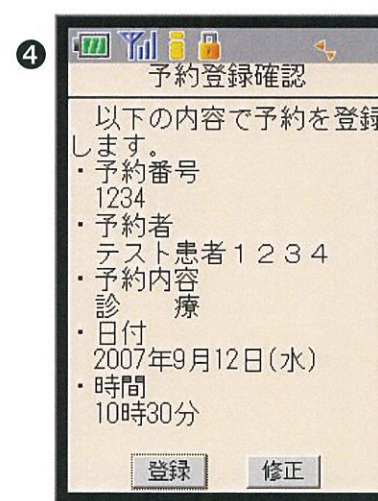 ❹
予約登録確認
以下の内容で予約を登録
します。
・予約番号
1234
・予約者
テスト患者１２３４
・予約内容
診　　療
・日付
2007年9月12日(水)
・時間
10時30分
登録 修正